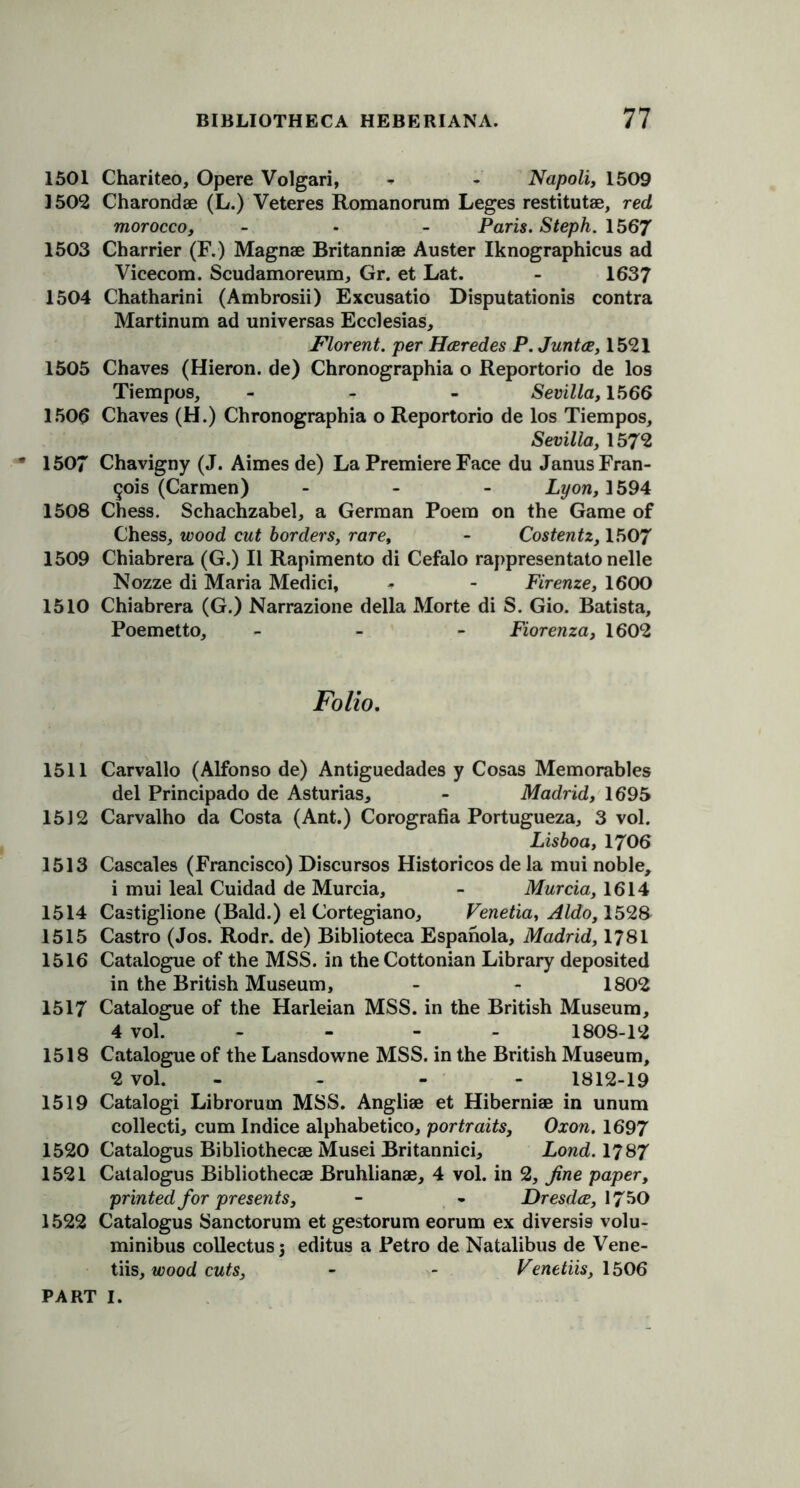 BIBLIOTHECA HEBERIANA. 77
1501 Chariteo, Opere Volgari, - - Napoli, 1509
1502 Charondæ (L.) Veteres Romanorum Leges restitutæ, red
morocco, - - - Paris. Steph. 1567
1503 Charrier (F.) Magnæ Britanniæ Auster Iknographicus ad
Vicecom. Scudamoreum, Gr. et Lat. - 1637
1504 Chatharini (Ambrosii) Excusatio Disputationis contra
Martinum ad universas Ecclesias,
Florent. per Hæredes P. Juntæ, 1521
1505 Chaves (Hieron. de) Chronographia o Reportorio de los
Tiempos, - - - Sevilla, 1566
1506 Chaves (H.) Chronographia o Reportorio de los Tiempos,
Sevilla, 1572
1507 Chavigny (J. Aimes de) La Premiere Face du Janus Fran-
çois (Carmen) - - - Lyon, 1594
1508 Chess. Schachzabel, a German Poem on the Game of
Chess, wood cut borders, rare, - Costentz, 1507
1509 Chiabrera (G.) Il Rapimento di Cefalo rappresentato nelle
Nozze di Maria Medici, - - Firenze, 1600
1510 Chiabrera (G.) Narrazione della Morte di S. Gio. Batista,
Poemetto, - - - Fiorenza, 1602
Folio.
1511 Carvallo (Alfonso de) Antiguedades y Cosas Memorables
del Principado de Asturias, - Madrid, 1695
1512 Carvalho da Costa (Ant.) Corografia Portugueza, 3 vol.
Lisboa, 1706
1513 Cascales (Francisco) Discursos Historicos de la mui noble,
i mui leal Cuidad de Murcia, - Murcia, 1614
1514 Castiglione (Bald.) el Cortegiano, Venetia, Aldo, 1528
1515 Castro (Jos. Rodr. de) Biblioteca Española, Madrid, 1781
1516 Catalogue of the MSS. in the Cottonian Library deposited
in the British Museum, - - 1802
1517 Catalogue of the Harleian MSS. in the British Museum,
4 vol. - - - - 1808-12
1518 Catalogue of the Lansdowne MSS. in the British Museum,
2 vol. - - - - 1812-19
1519 Catalogi Librorum MSS. Angliæ et Hiberniæ in unum
collecti, cum Indice alphabetico, portraits, Oxon. 1697
1520 Catalogus Bibliothecæ Musei Britannici, Lond. 1787
1521 Catalogus Bibliothecæ Bruhlianæ, 4 vol. in 2, fine paper,
printed for presents, - - Dresdæ, 1750
1522 Catalogus Sanctorum et gestorum eorum ex diversis volu-
minibus collectus; editus a Petro de Natalibus de Vene-
tiis, wood cuts, - - Venetiis, 1506
PART I.